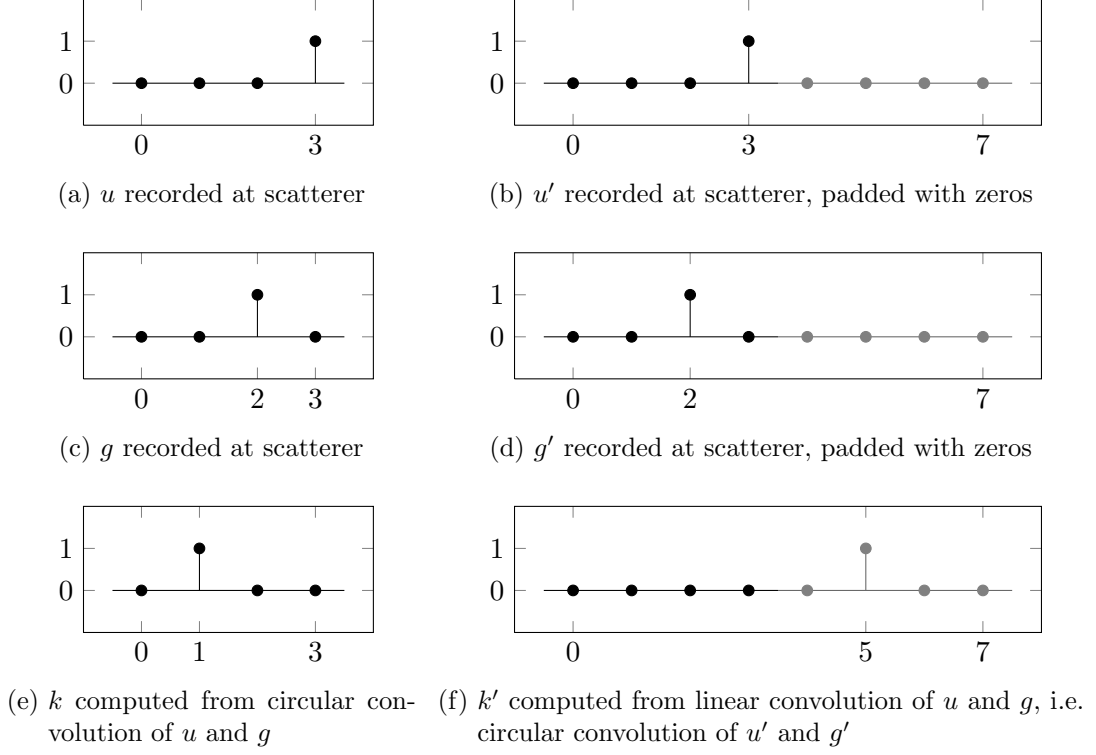 1
0
0 3
(a) u recorded at scatterer
0 3 7
(b) u′ recorded at scatterer, padded with zeros
1
0
0 2 3
(c) g recorded at scatterer
1
0
0 2 7
(d) g′ recorded at scatterer, padded with zeros
1
0
0 1 3
(e) k computed from circular con-
volution of u and g
1
0
0 5 7
(f) k′ computed from linear convolution of u and g, i.e.
circular convolution of u′ and g′